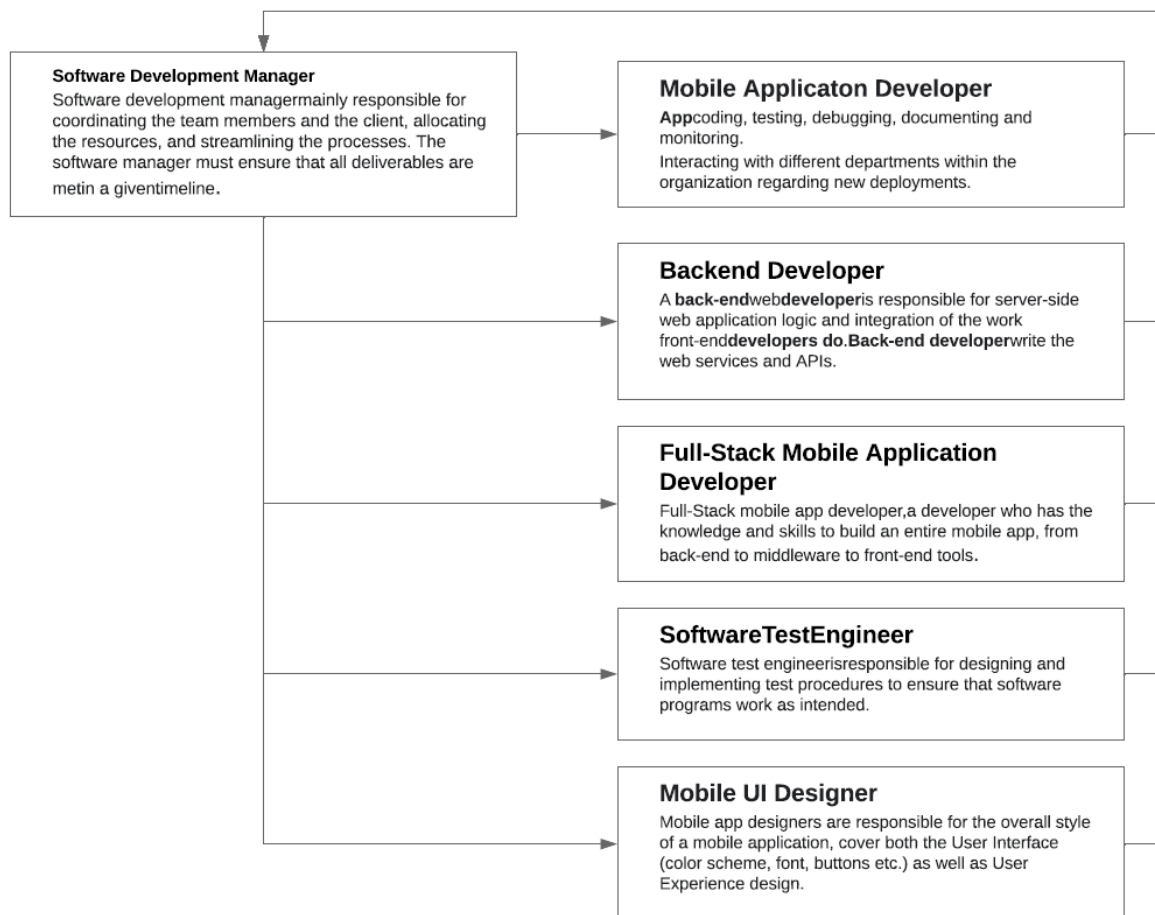 Software Development Manager
Software development managermainly responsible for
coordinating the team members and the client, allocating
the resources, and streamlining the processes. The
software manager must ensure that all deliverables are
metin a giventimeline.
Mobile Applicaton Developer
Appcoding, testing, debugging, documenting and
monitoring.
Interacting with different departments within the
organization regarding new deployments.
Backend Developer
A back-endwebdeveloperis responsible for server-side
web application logic and integration of the work
front-enddevelopers do.Back-end developerwrite the
web services and APIs.
Full-Stack Mobile Application
Developer
Full-Stack mobile app developer,a developer who has the
knowledge and skills to build an entire mobile app, from
back-end to middleware to front-end tools.
SoftwareTestEngineer
Software test engineerisresponsible for designing and
implementing test procedures to ensure that software
programs work as intended.
Mobile UI Designer
Mobile app designers are responsible for the overall style
of a mobile application, cover both the User Interface
(color scheme, font, buttons etc.) as well as User
Experience design.